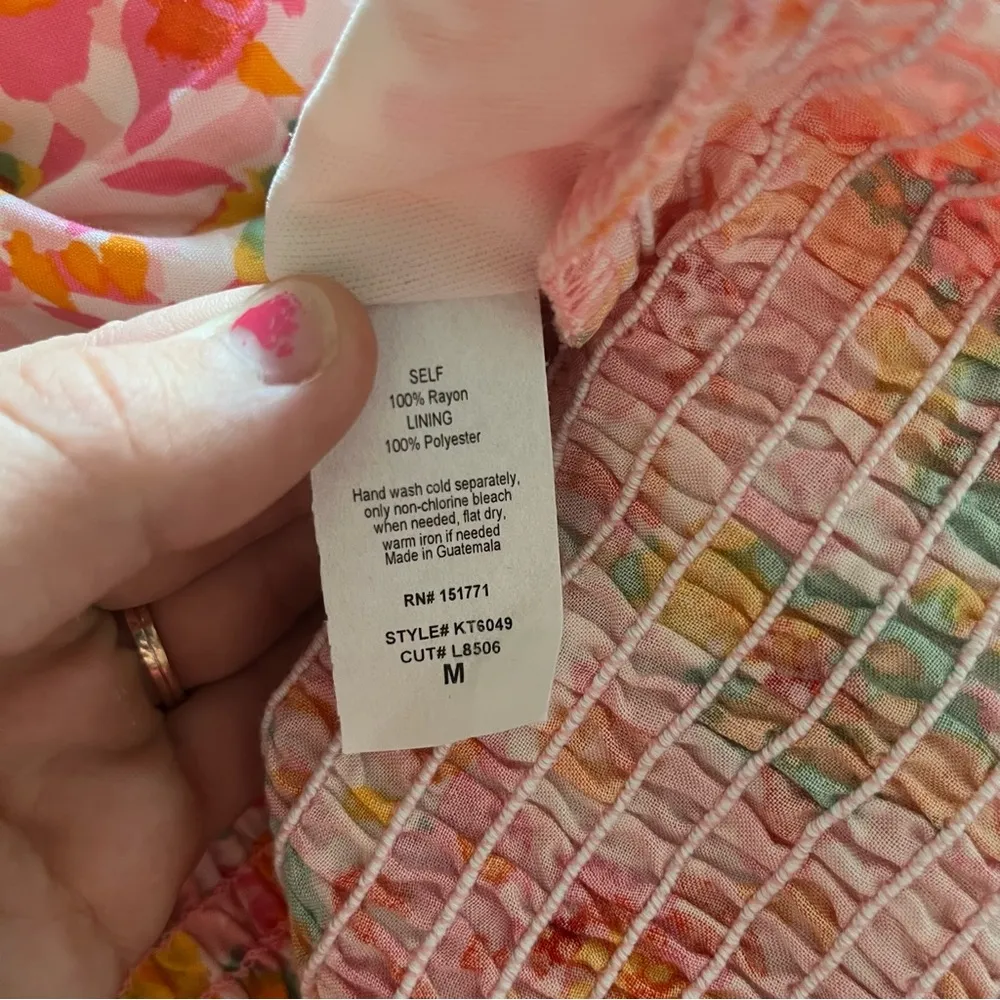 SELF
100% Rayon
LINING
100% Polyester
Hand wash cold separately,
only non-chlorine bleach
when needed, flat dry,
warm iron if needed
Made in Guatemala
RN# 151771
STYLE# KT6049
CUT# L8506
M